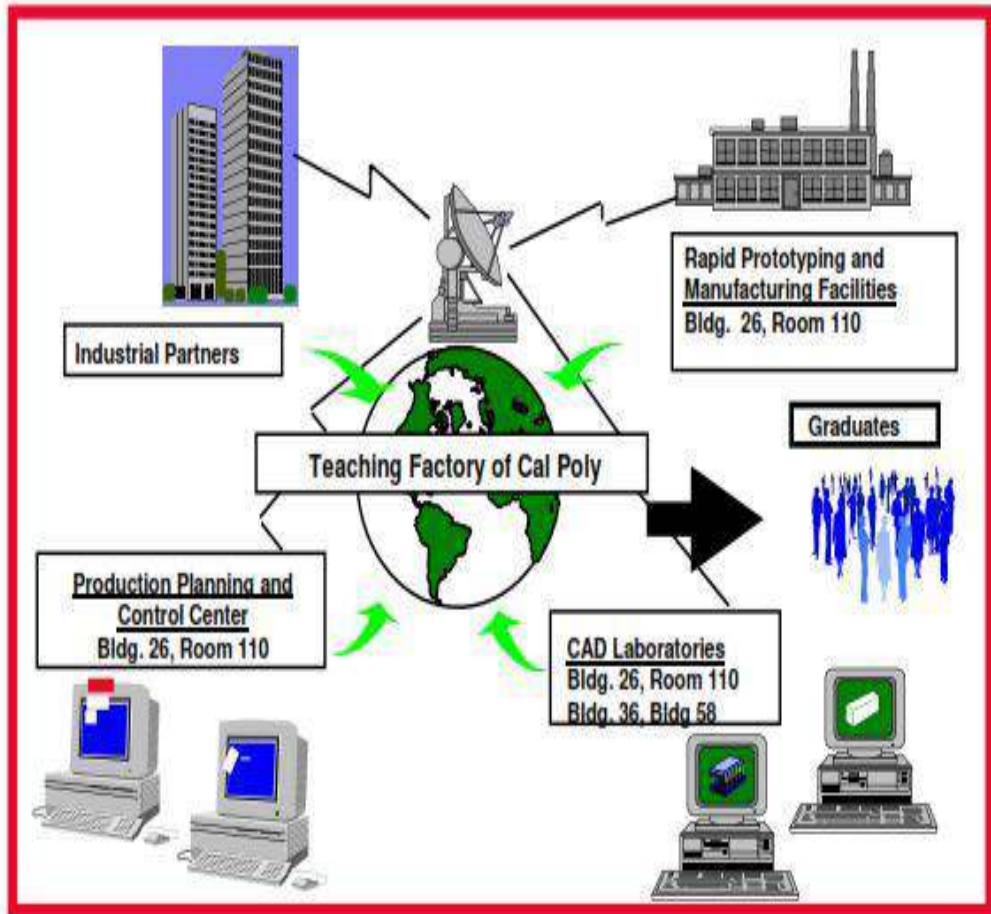 Industrial Partners
Rapid Prototyping and
Manufacturing Facilities
Bldg. 26, Room 110
Graduates
Teaching Factory of Cal Poly
Production Planning and
Control Center
Bldg. 26, Room 110
CAD Laboratories
Bldg. 26, Room 110
Bldg. 36, Bldg 58